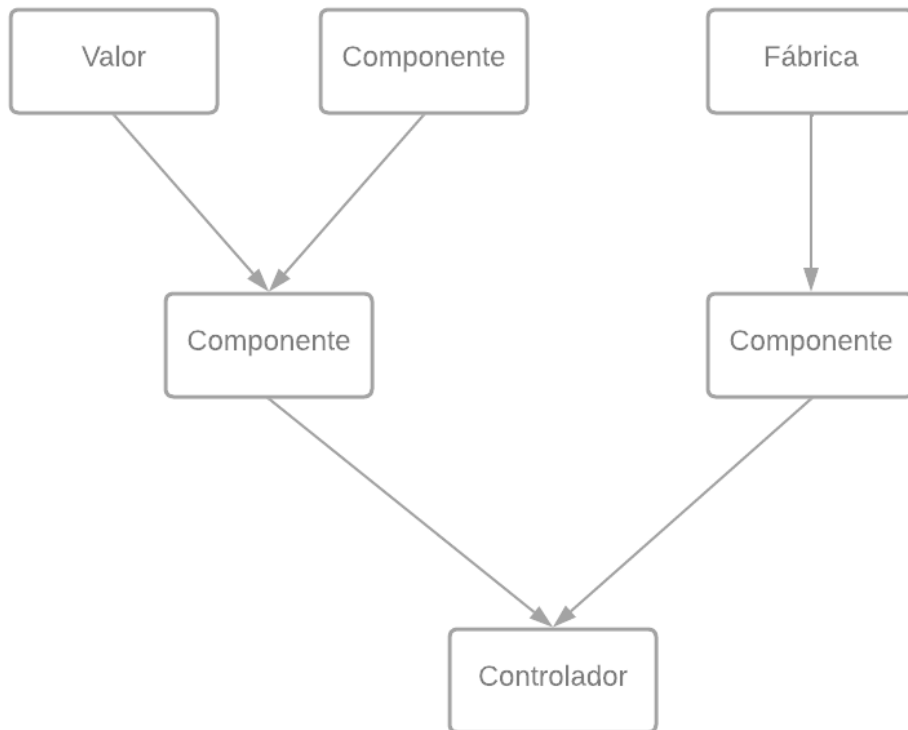 Valor
Componente
Fábrica
Componente
Componente
Controlador